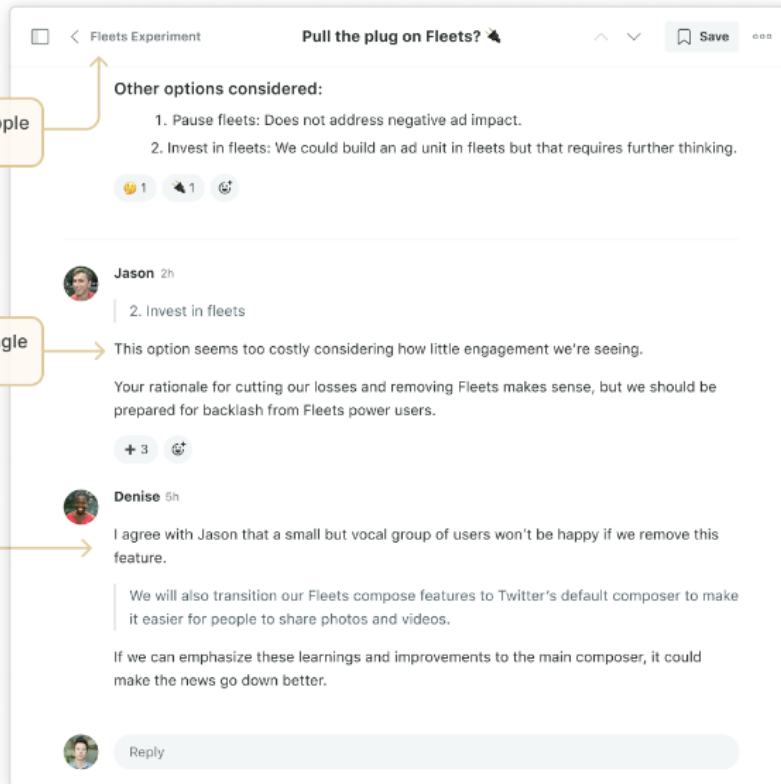 Fleets Experiment
Pull the plug on Fleets?
Save
Other options considered:
1. Pause fleets: Does not address negative ad impact.
2. Invest in fleets: We could build an ad unit in fleets but that requires further thinking.
1
1
Jason 2h
2. Invest in fleets
This option seems too costly considering how little engagement we're seeing.
Your rationale for cutting our losses and removing Fleets makes sense, but we should be
prepared for backlash from Fleets power users.
+ 3
Denise 5h
I agree with Jason that a small but vocal group of users won't be happy if we remove this
feature.
We will also transition our Fleets compose features to Twitter's default composer to make
it easier for people to share photos and videos.
If we can emphasize these learnings and improvements to the main composer, it could
make the news go down better.
Reply